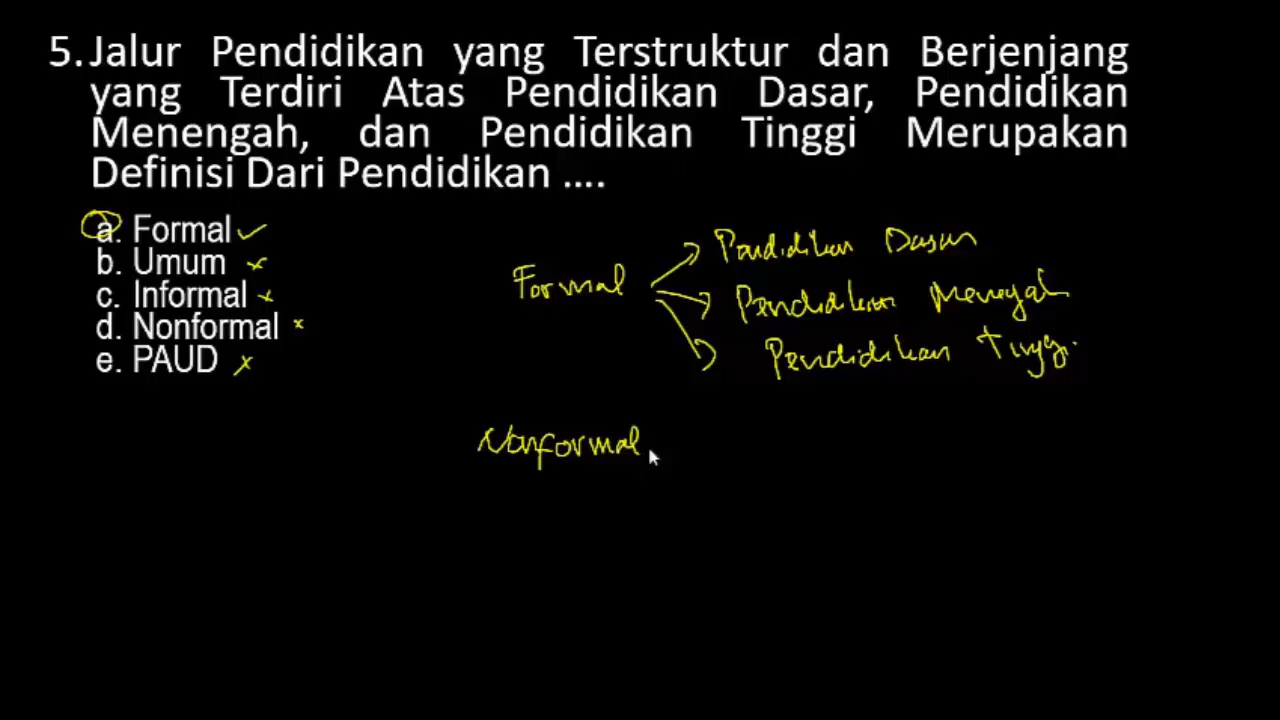 5. Jalur Pendidikan yang Terstruktur dan Berjenjang
yang Terdiri Atas Pendidikan Dasar, Pendidikan
Menengah, dan Pendidikan Tinggi Merupakan
Definisi Dari Pendidikan ....
a. Formal
b. Umum
c. Informal
d. Nonformal
e. PAUD
Formal
Pendidikan Dasar
Pendidikan Menegah
Pendidikan Tinggi
Nonformal